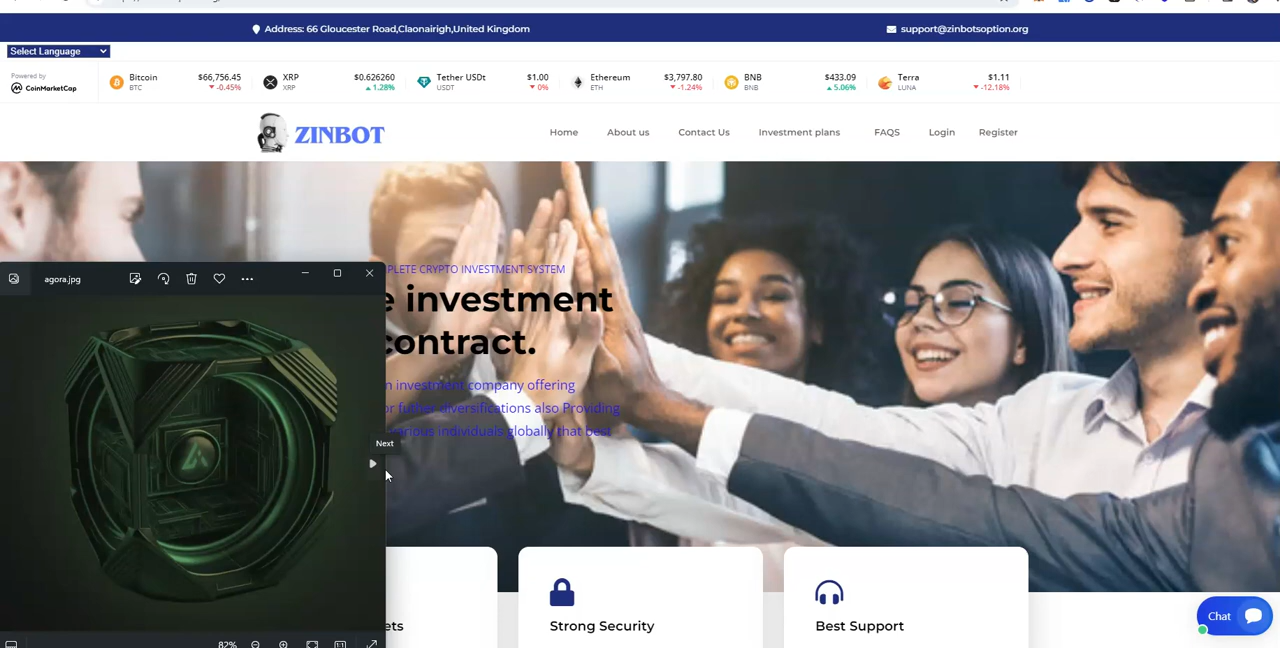 Address: 66 Gloucester Road,Claonairigh,United Kingdom
support@zinbotsoption.org
Select Language
Powered by
CoinMarketCap
Bitcoin
BTC
$66,756.45
-0.45%
XRP
XRP
$0.626260
1.28%
Tether USDt
USDT
$1.00
0%
Ethereum
ETH
$3,797.80
-1.24%
BNB
BNB
$433.09
5.06%
Terra
LUNA
$1.11
-12.18%
ZINBOT
Home
About us
Contact Us
Investment plans
FAQS
Login
Register
agora.jpg
CRYPTO INVESTMENT SYSTEM
investment
contract.
investment company offering
futher diversifications also Providing
various individuals globally that best
Next
Strong Security
Best Support
82%
Chat